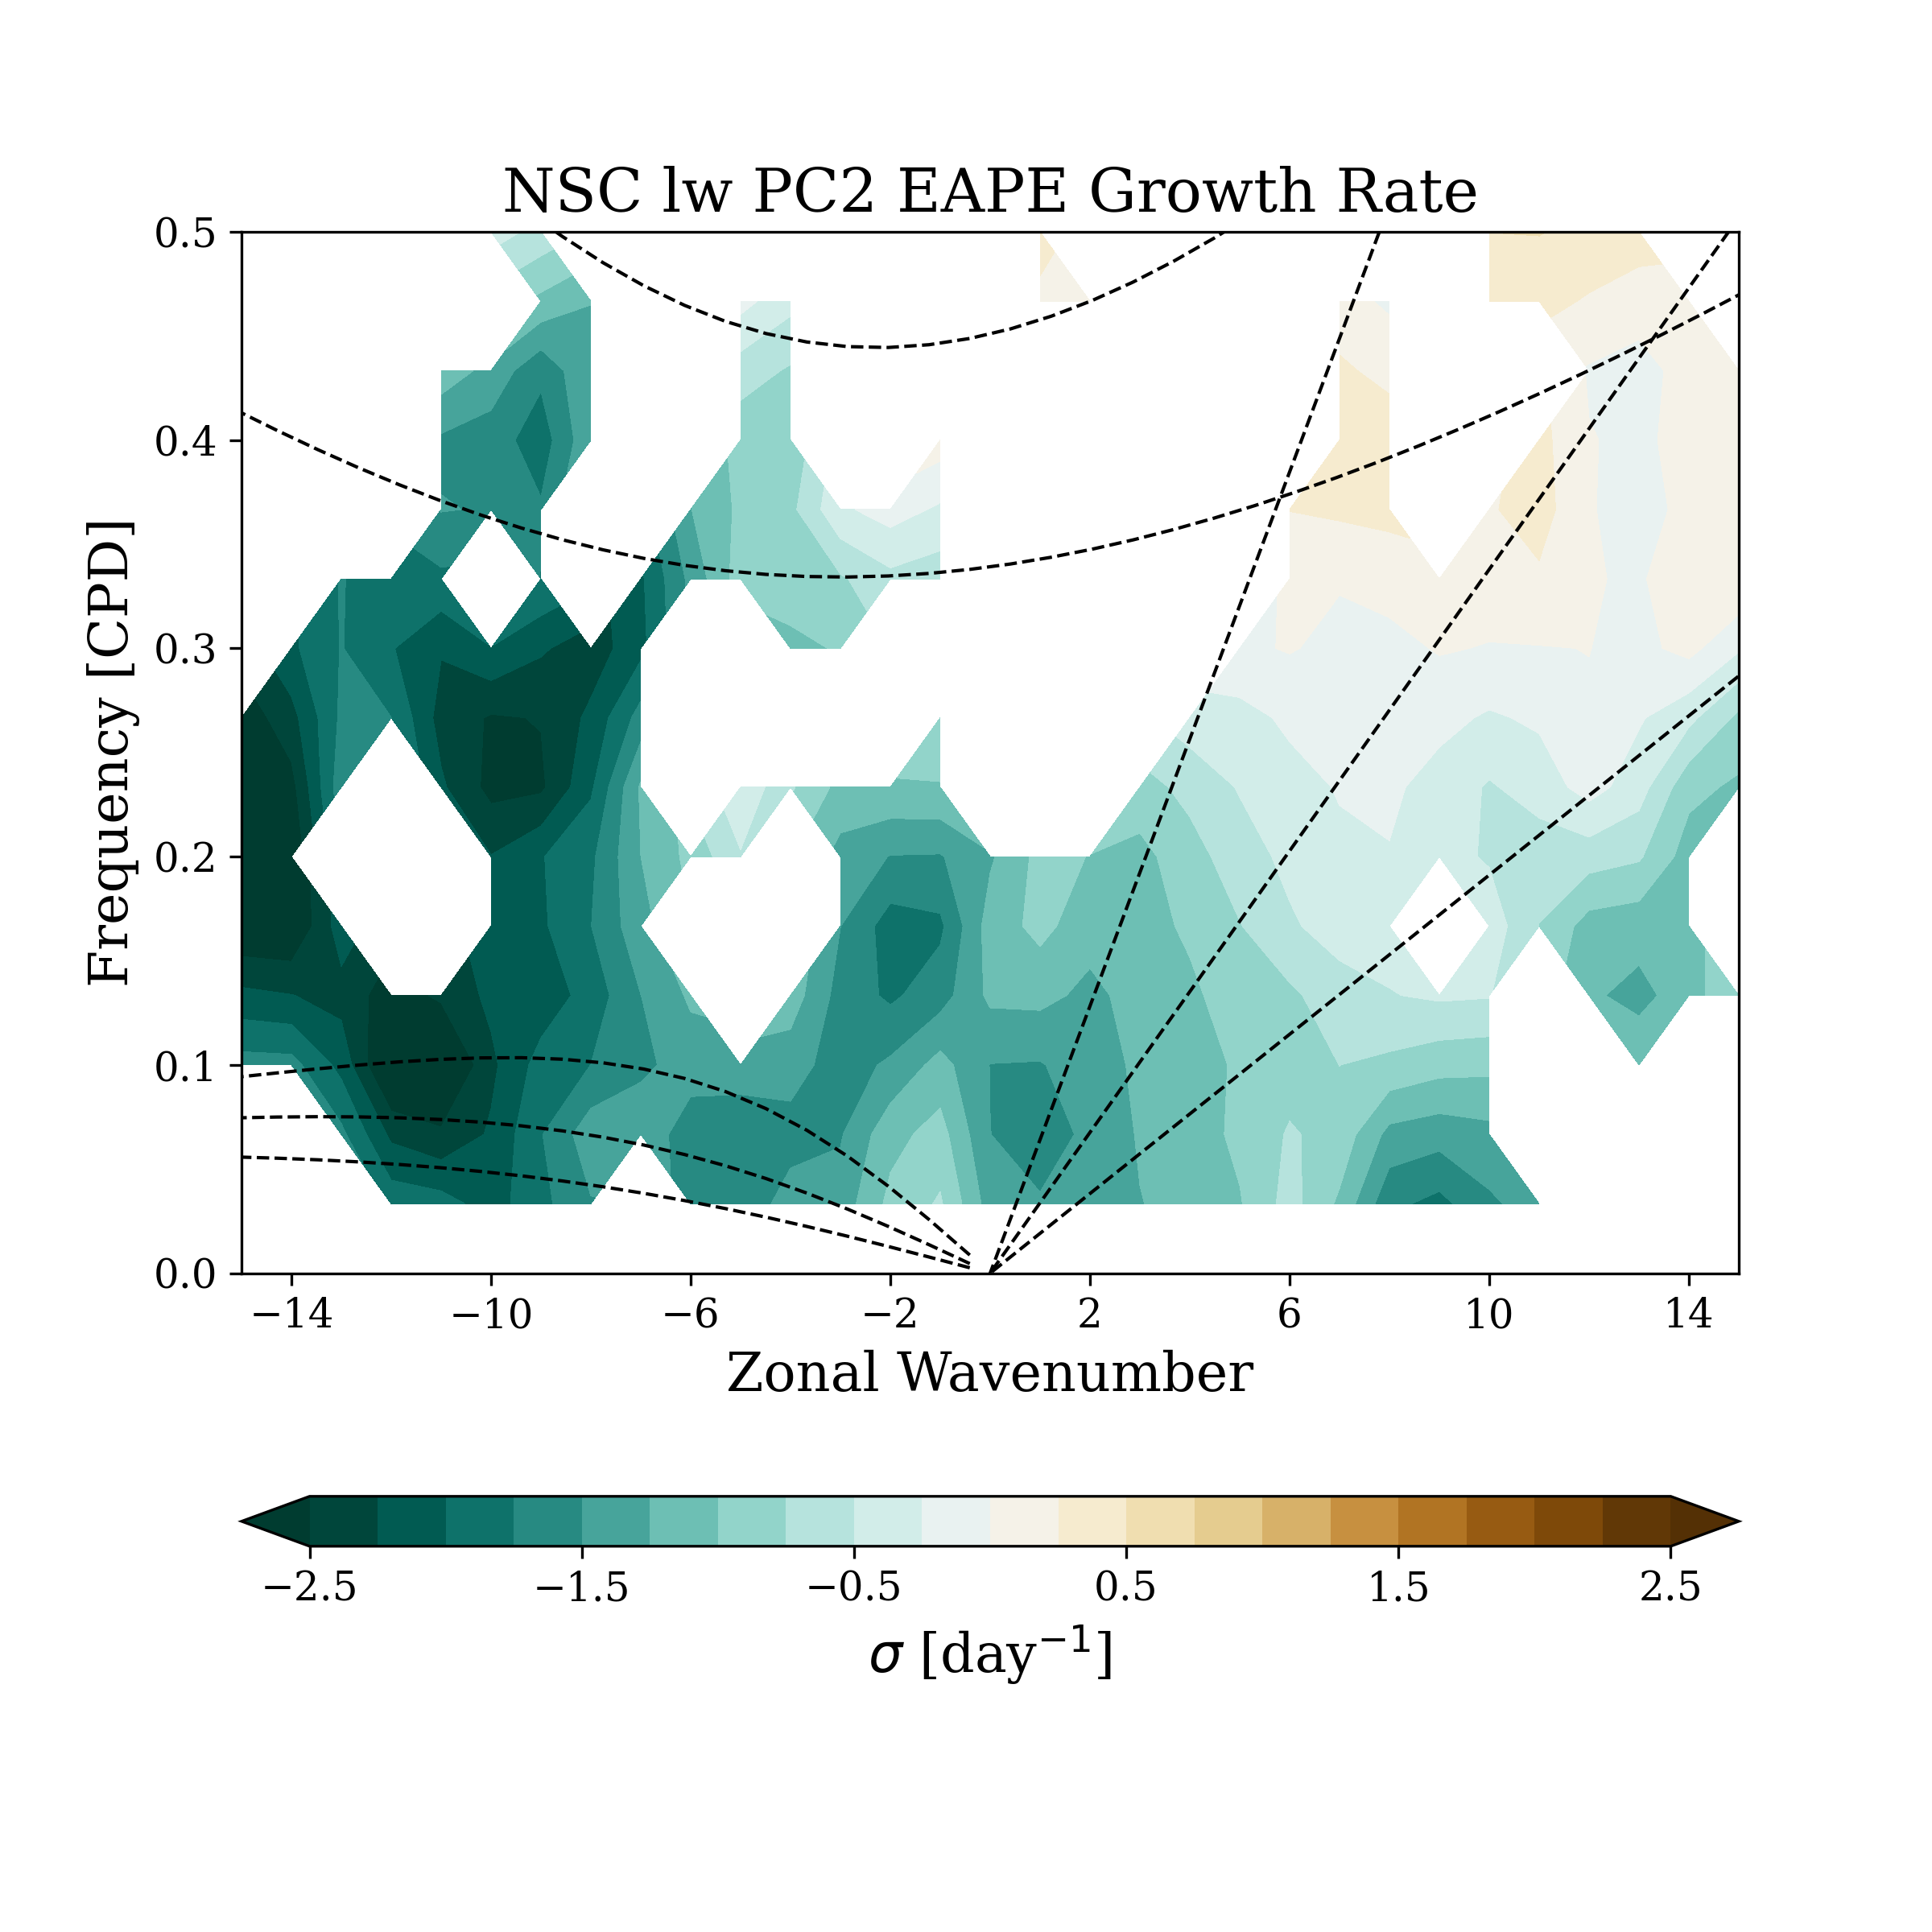 NSC lw PC2 EAPE Growth Rate
0.5
0.4
0.3
0.2
0.1
0.0
Frequency [CPD]
−14 −10 −6 −2 2 6 10 14
Zonal Wavenumber
−2.5 −1.5 −0.5 0.5 1.5 2.5
σ [day⁻¹]